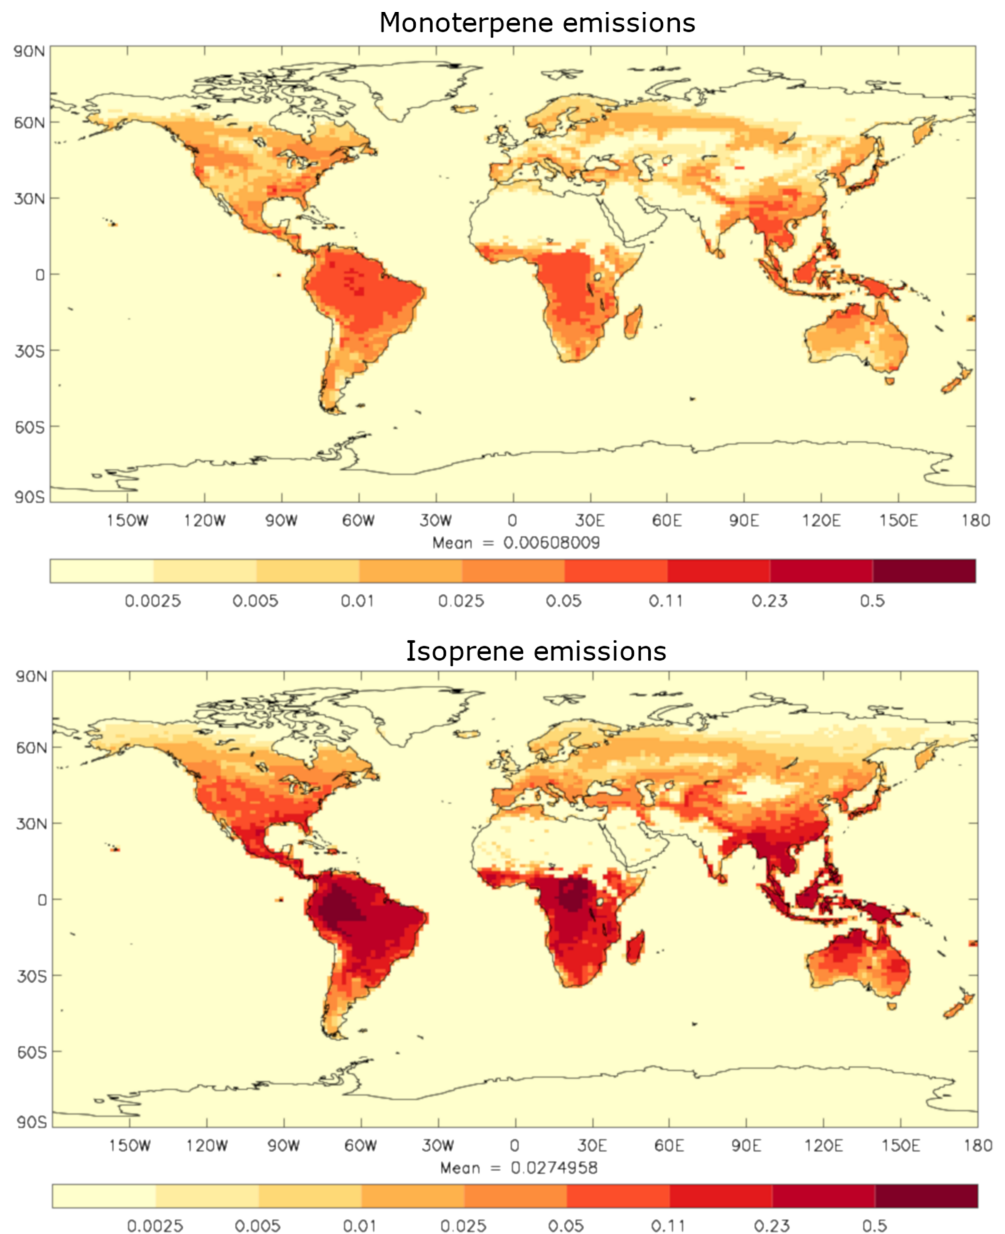 Monoterpene emissions
90N
60N
30N
0
30S
60S
90S
150W 120W 90W 60W 30W 0 30E 60E 90E 120E 150E 180
Mean = 0.00608009
0.0025 0.005 0.01 0.025 0.05 0.11 0.23 0.5
Isoprene emissions
90N
60N
30N
0
30S
60S
90S
150W 120W 90W 60W 30W 0 30E 60E 90E 120E 150E 180
Mean = 0.0274958
0.0025 0.005 0.01 0.025 0.05 0.11 0.23 0.5